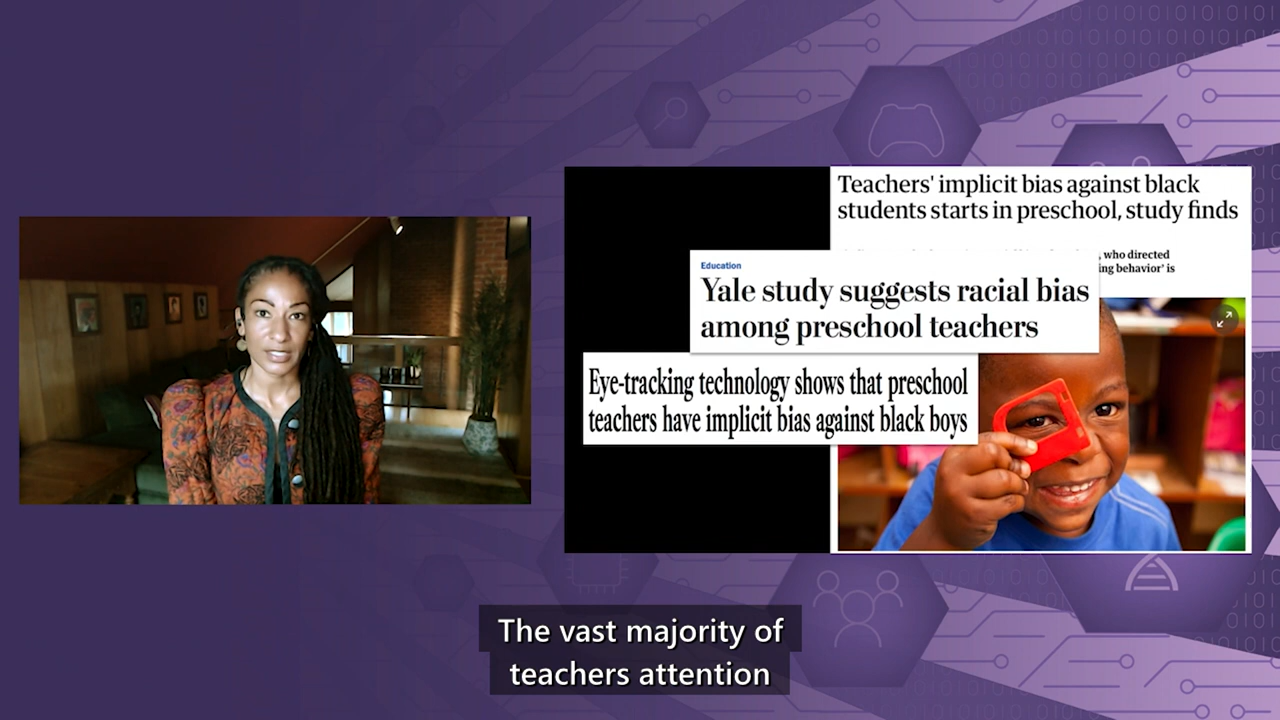 Teachers' implicit bias against black
students starts in preschool, study finds
, who directed
ing behavior' is
Education
Yale study suggests racial bias
among preschool teachers
Eye-tracking technology shows that preschool
teachers have implicit bias against black boys
The vast majority of
teachers attention